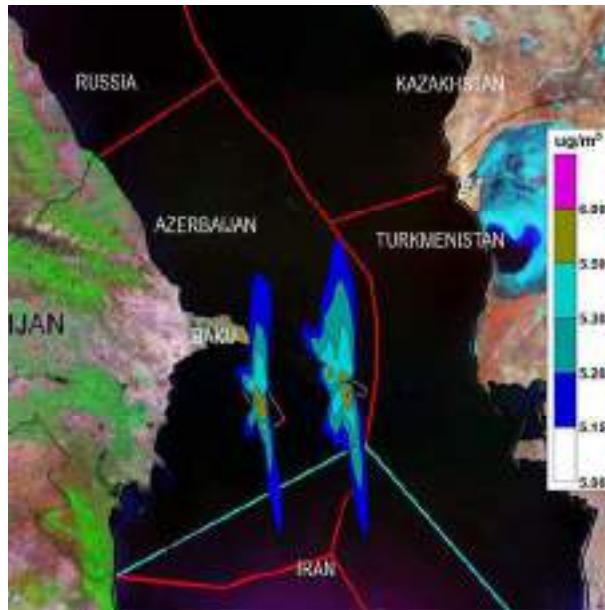 RUSSIA
KAZAKHSTAN
ug/m³
6.00
AZERBAIJAN
TURKMENISTAN
5.50
5.30
IJAN
BAKU
5.20
5.10
5.00
IRAN